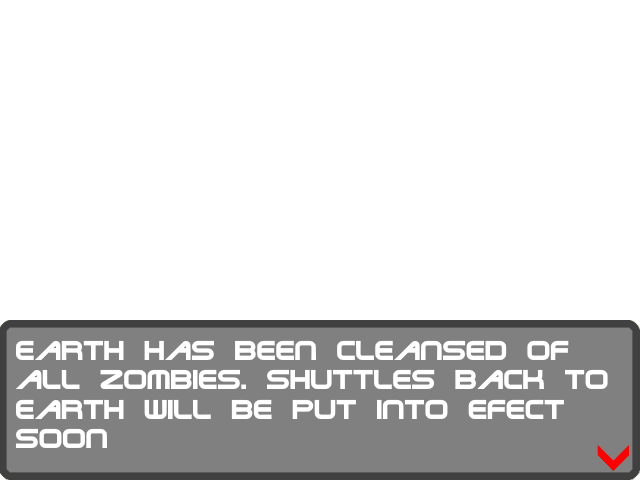 EARTH HAS BEEN CLEANSED OF
ALL ZOMBIES. SHUTTLES BACK TO
EARTH WILL BE PUT INTO EFECT
SOON